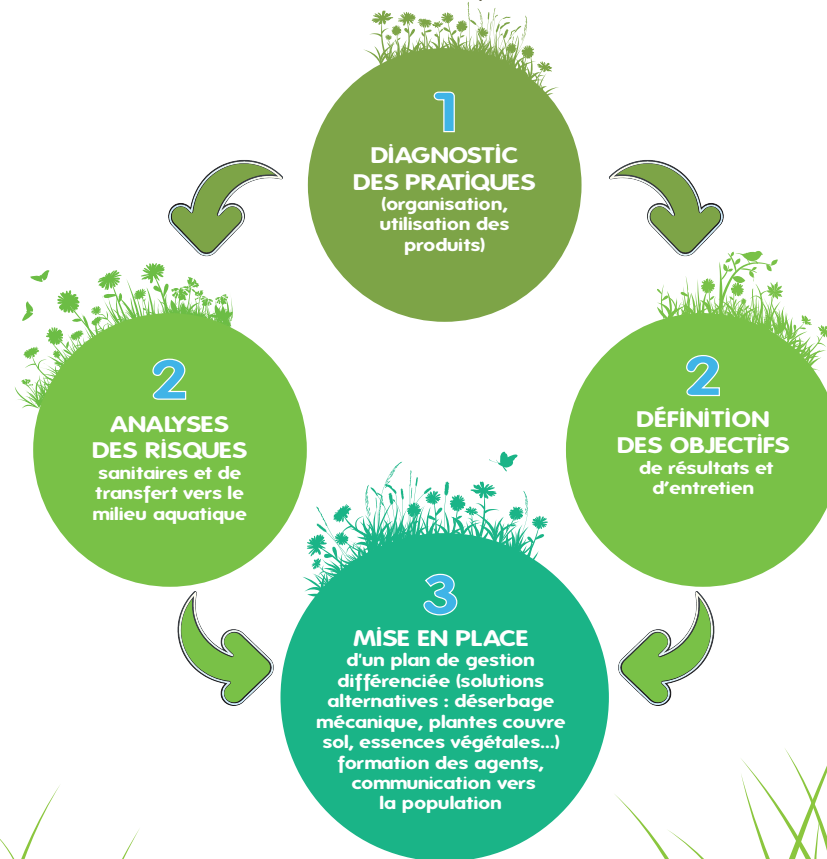 1
DIAGNOSTIC
DES PRATIQUES
(organisation,
utilisation des
produits)
2
ANALYSES
DES RISQUES
sanitaires et de
transfert vers le
milieu aquatique
2
DÉFINITION
DES OBJECTIFS
de résultats et
d'entretien
3
MISE EN PLACE
d'un plan de gestion
différenciée (solutions
alternatives : déserbage
mécanique, plantes couvre
sol, essences végétales...)
formation des agents,
communication vers
la population